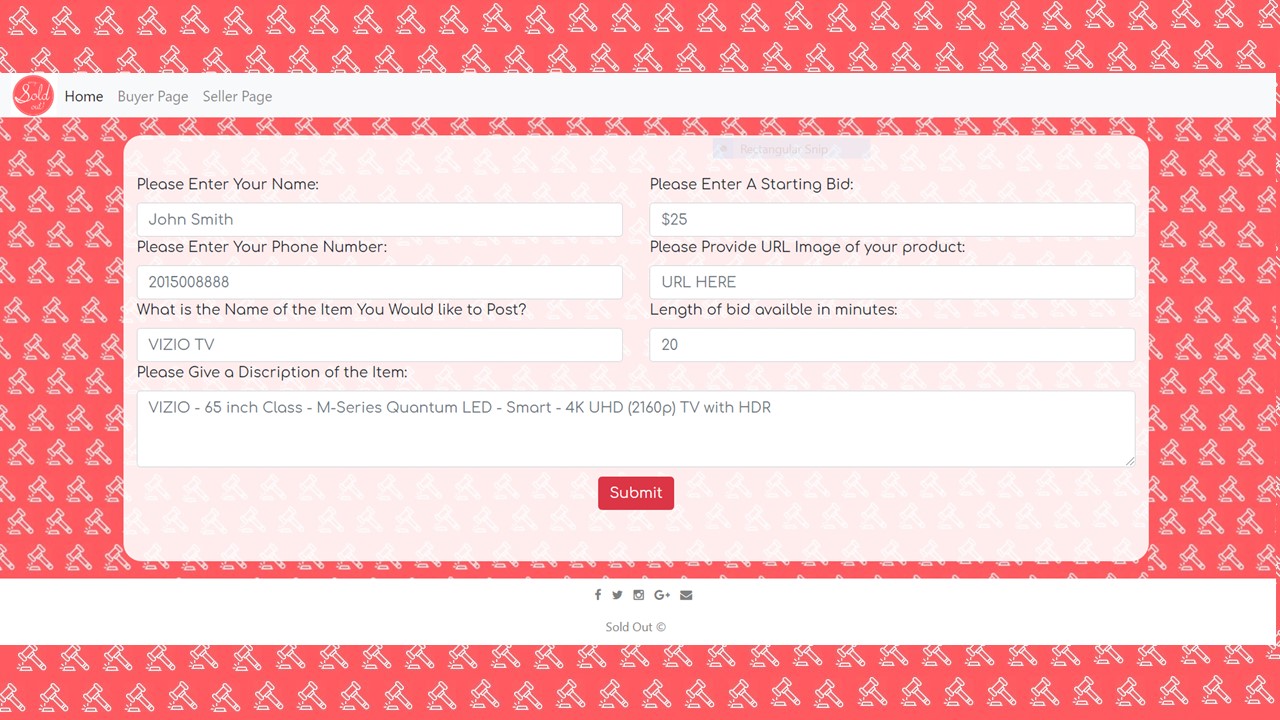 Sold out!
Home Buyer Page Seller Page
Rectangular Snip
Please Enter Your Name:
John Smith
Please Enter A Starting Bid:
$25
Please Enter Your Phone Number:
2015008888
Please Provide URL Image of your product:
URL HERE
What is the Name of the Item You Would like to Post?
VIZIO TV
Length of bid availble in minutes:
20
Please Give a Discription of the Item:
VIZIO - 65 inch Class - M-Series Quantum LED - Smart - 4K UHD (2160p) TV with HDR
Submit
Sold Out ©